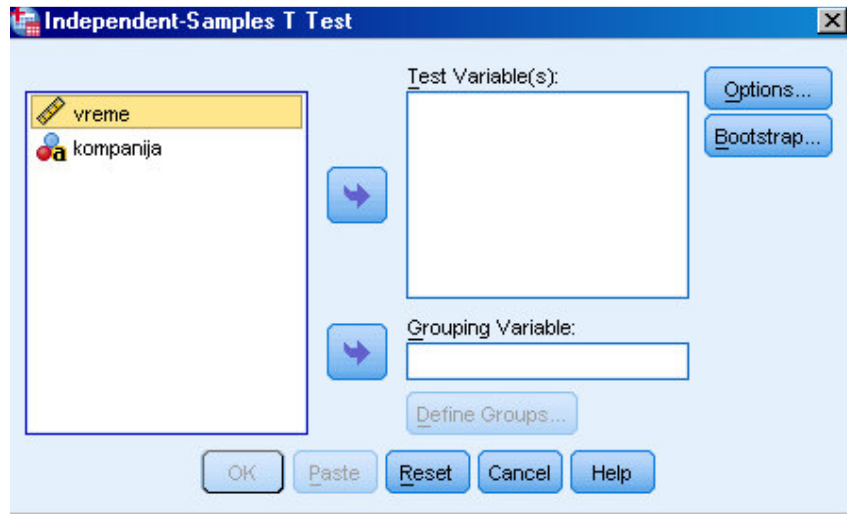 Independent-Samples T Test
vreme
a kompanija
Test Variable(s):
Options...
Bootstrap...
Grouping Variable:
Define Groups...
OK
Paste
Reset
Cancel
Help